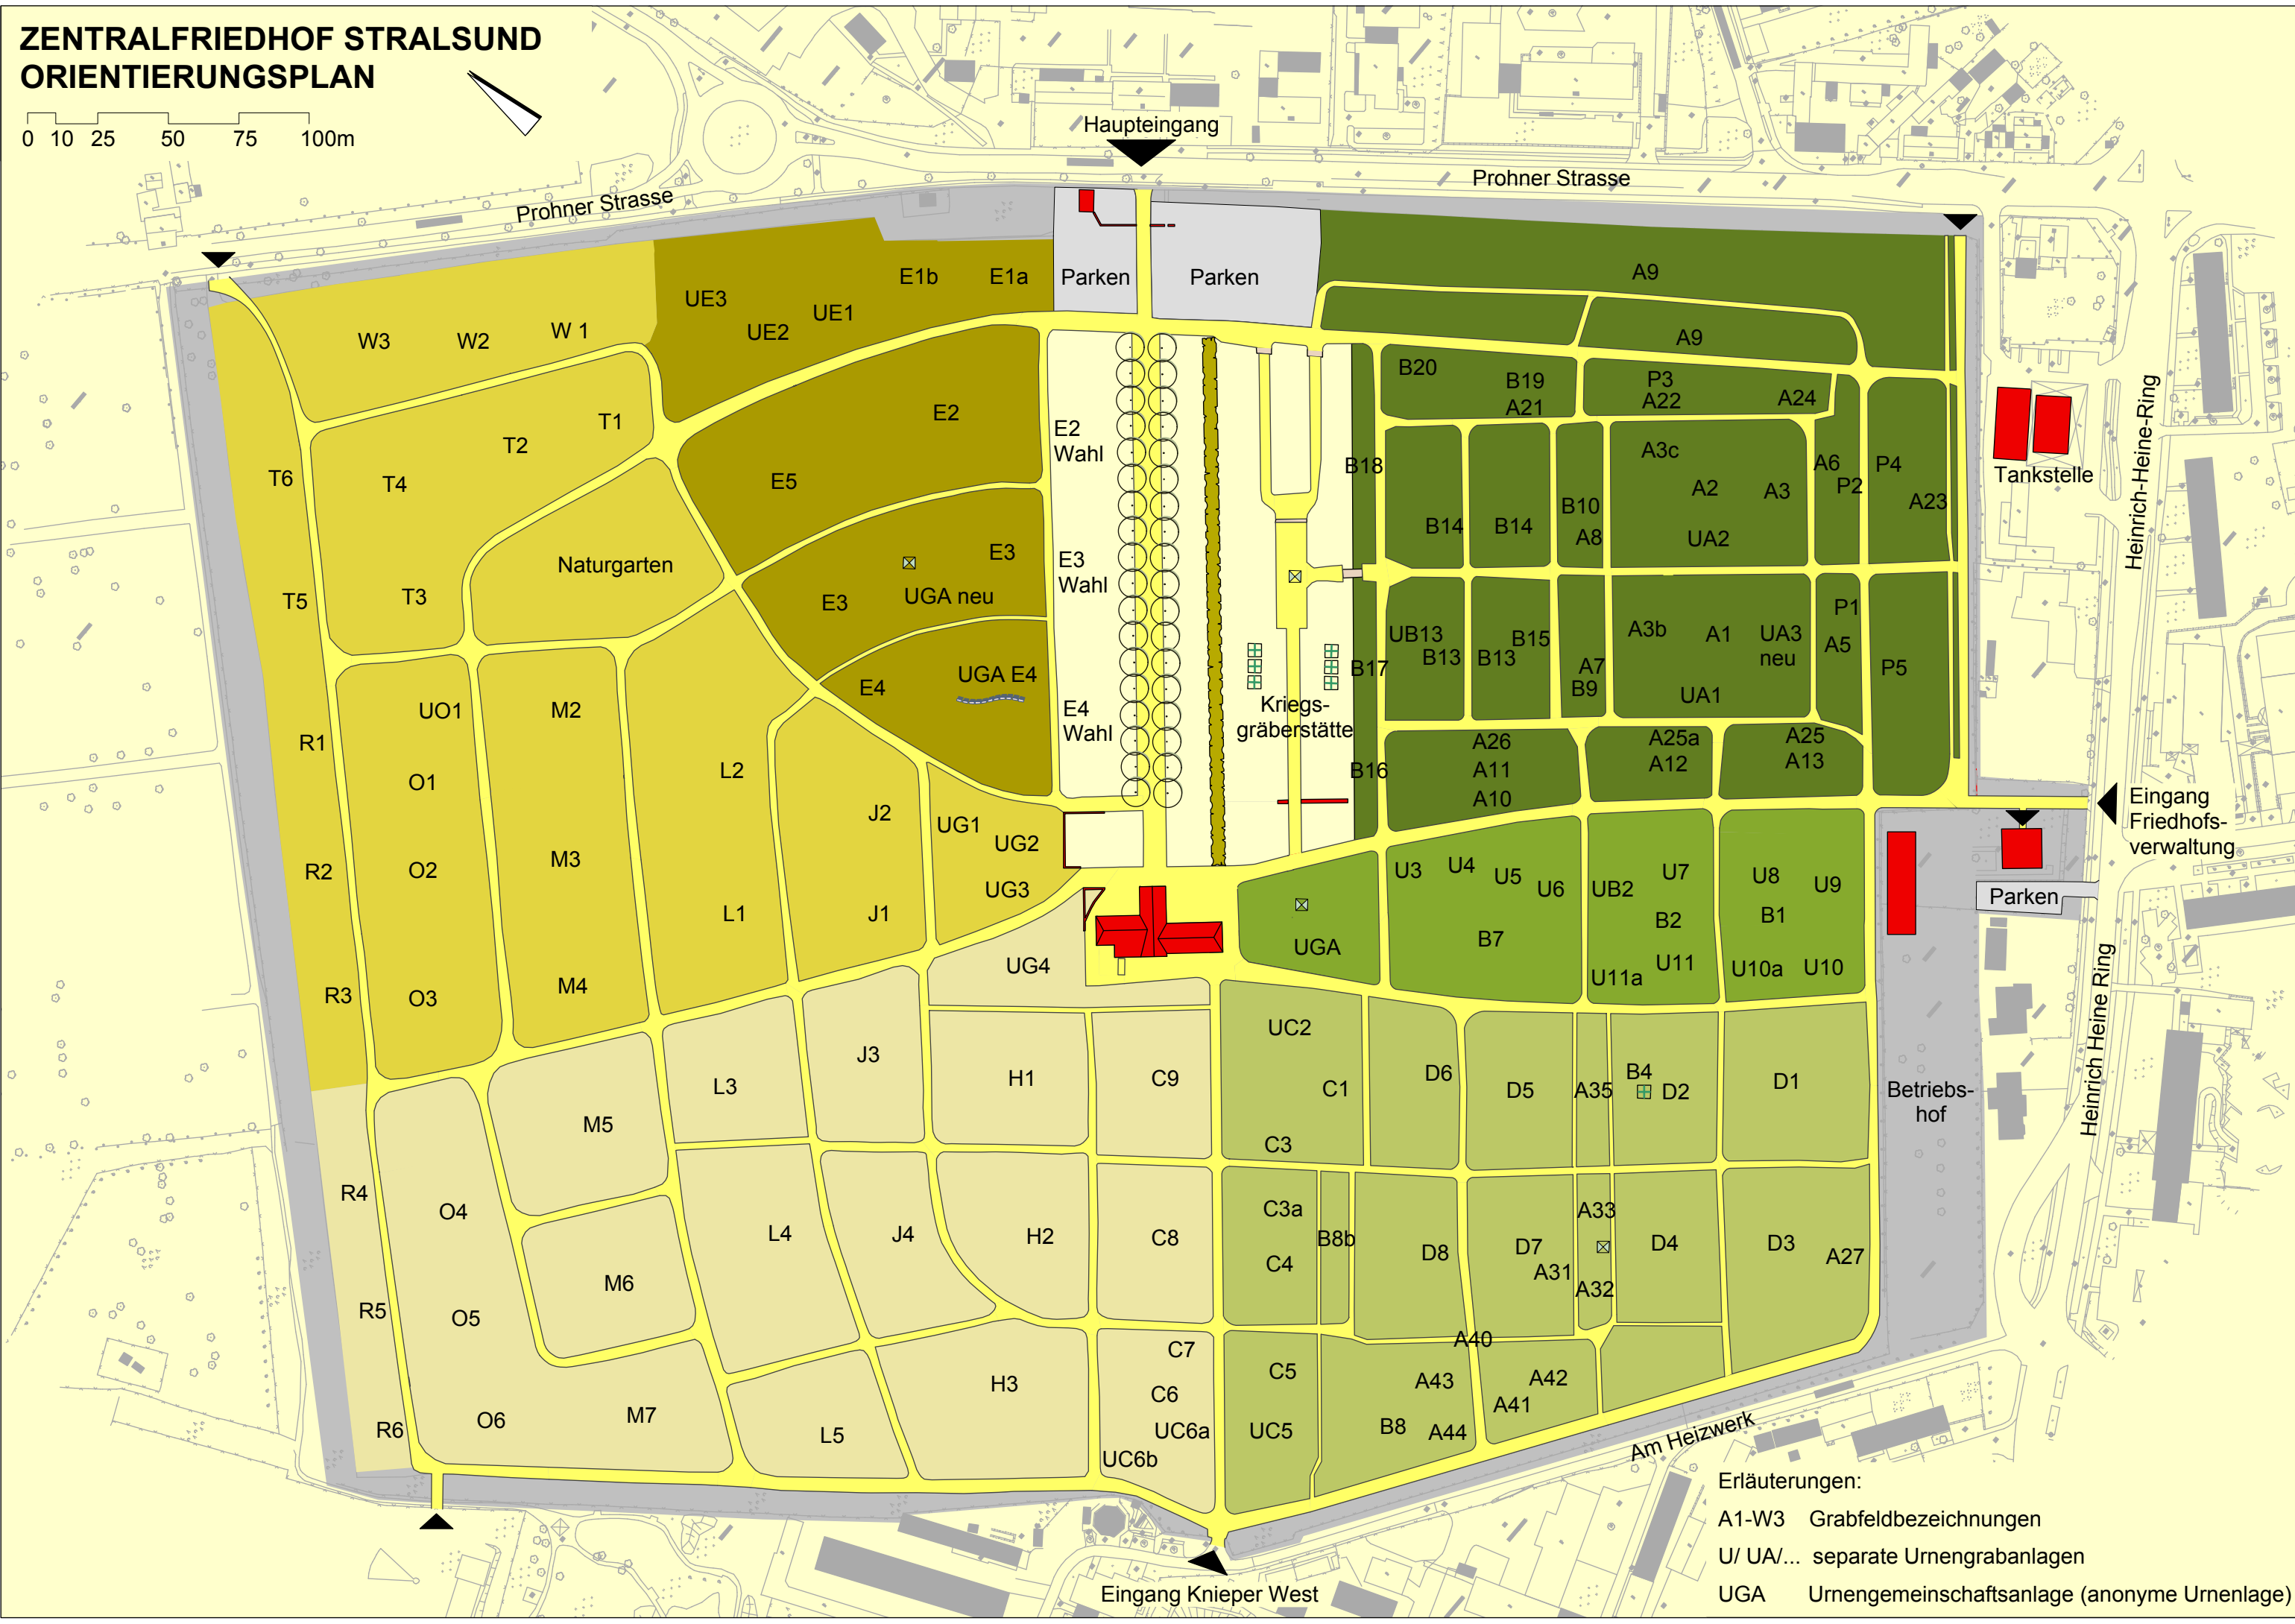 ZENTRALFRIEDHOF STRALSUND
ORIENTIERUNGSPLAN
0 10 25 50 75 100m
Haupteingang
Prohner Strasse
Prohner Strasse
Parken
Parken
W3
W2
W 1
UE3
UE2
UE1
E1b
E1a
A9
A9
T6
T4
T2
T1
T5
T3
Naturgarten
E5
E2
E2
Wahl
E3
UGA neu
E3
E3
Wahl
E4
UGA E4
E4
Wahl
Kriegs-
gräberstätte
B20
B19
A21
P3
A22
A24
B18
B14
B14
B10
A8
A3c
A2
A3
UA2
A6
P2
P4
A23
Tankstelle
Heinrich-Heine-Ring
B17
UB13
B13
B13
B15
A7
B9
A3b
A1
UA3
neu
UA1
P1
A5
P5
B16
A26
A11
A10
A25a
A12
A25
A13
Eingang
Friedhofs-
verwaltung
Parken
Heinrich Heine Ring
R1
UO1
O1
M2
L2
J2
UG1
UG2
UG3
R2
O2
M3
L1
J1
R3
O3
M4
UG4
UGA
U3
U4
U5
U6
B7
UB2
U7
B2
U11
U11a
U8
U9
B1
U10a
U10
M5
L3
J3
H1
C9
UC2
C1
C3
D6
D5
A35
B4
D2
D1
Betriebs-
hof
R4
O4
L4
J4
H2
C8
C3a
C4
B8b
D8
D7
A31
A33
A32
D4
D3
A27
R5
O5
M6
A40
R6
O6
M7
L5
H3
C7
C6
UC6a
UC6b
C5
UC5
A43
B8
A44
A42
A41
Am Heizwerk
Eingang Knieper West
Erläuterungen:
A1-W3 Grabfeldbezeichnungen
U/ UA/... separate Urnengrabanlagen
UGA Urnengemeinschaftsanlage (anonyme Urnenlage)